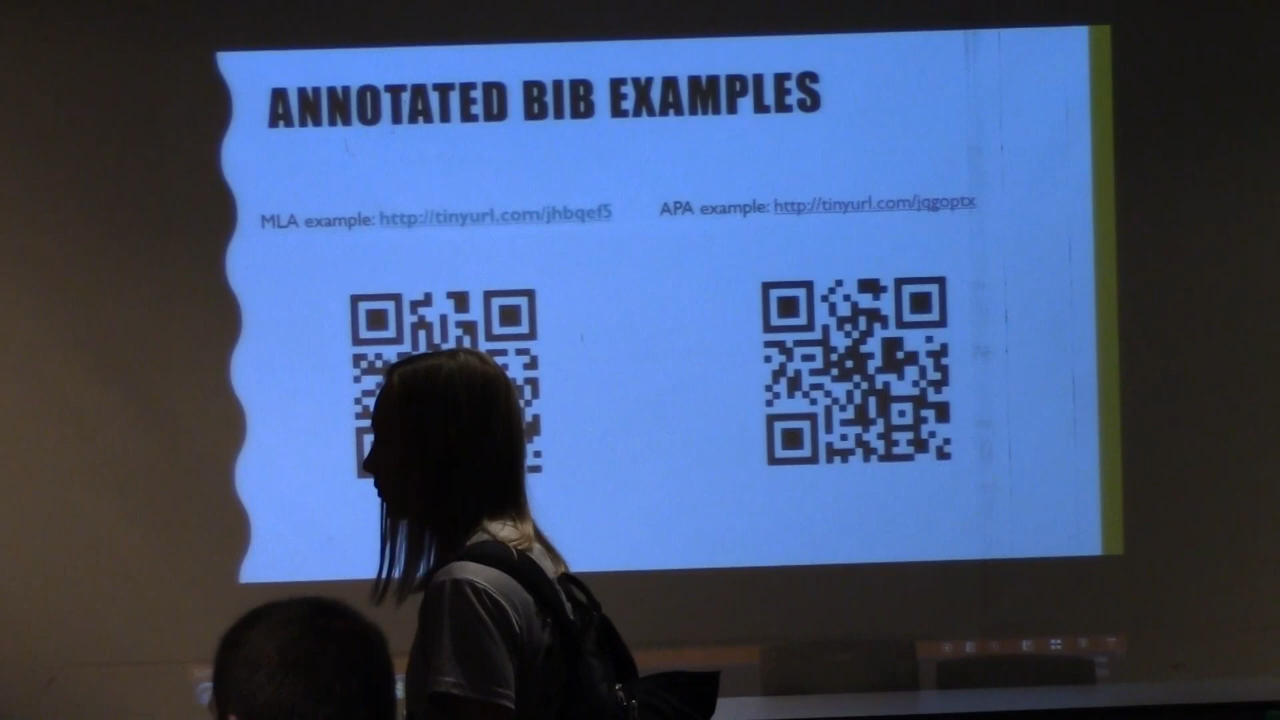 ANNOTATED BIB EXAMPLES
MLA example: http://tinyurl.com/jhbqef5
APA example: http://tinyurl.com/jqgoptx